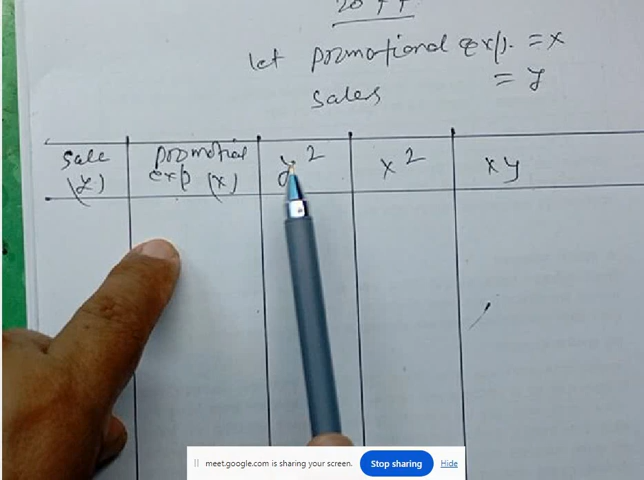 let promotional exp. = x
sales = y
sale promotional y² x² xy
(y) exp (x)
meet.google.com is sharing your screen. Stop sharing Hide